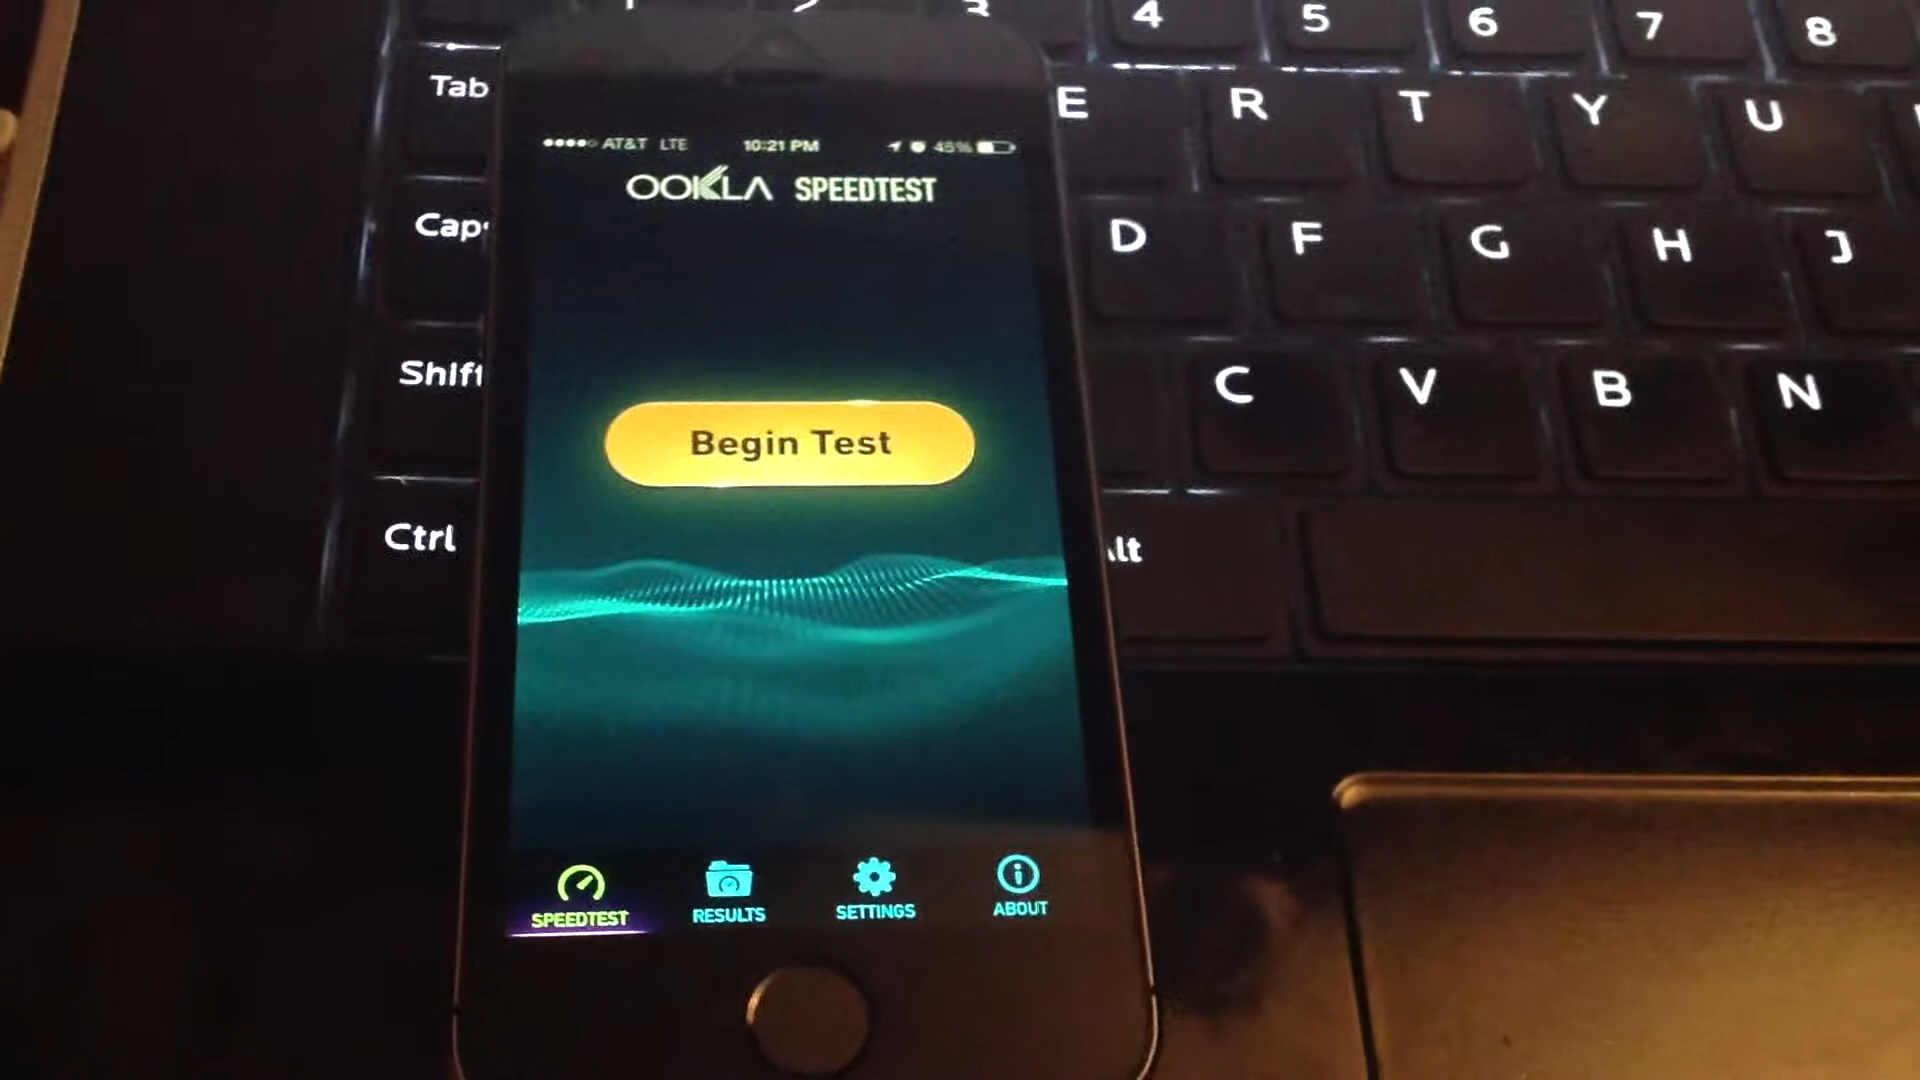 4 5 6 7 8
Tab E R T Y U
AT&T LTE 10:21 PM 45%
OOKLA SPEEDTEST
Cap D F G H J
Shift C V B N
Begin Test
Ctrl lt
SPEEDTEST RESULTS SETTINGS ABOUT